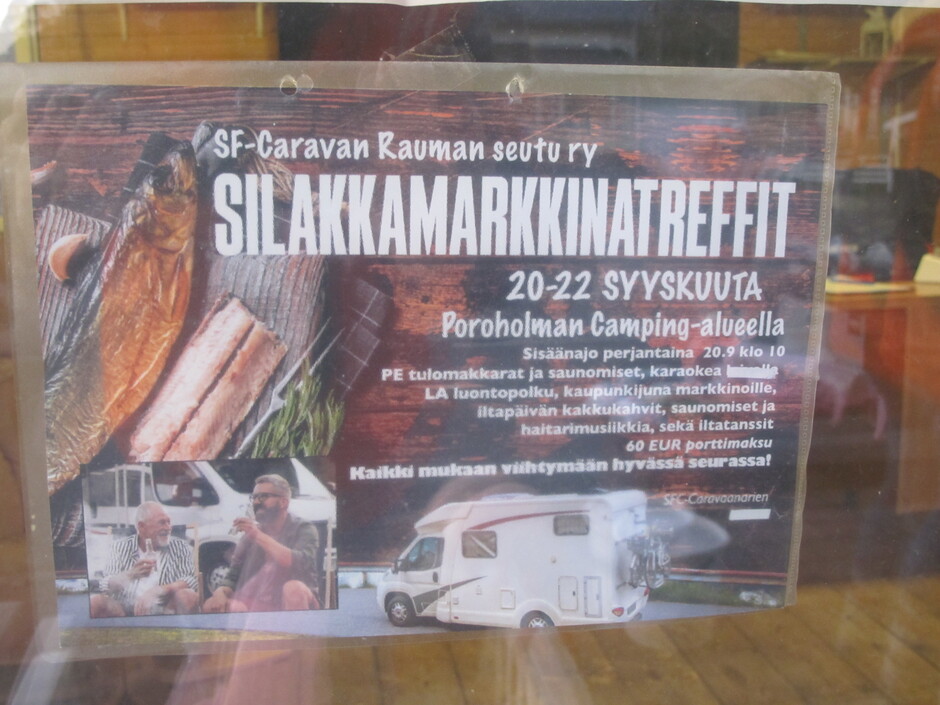 SF-Caravan Rauman seutu ry
SILAKKAMARKKINATREFFIT
20-22 SYYSKUUTA
Poroholman Camping-alueella
Sisäänajo perjantaina 20.9 klo 10
PE tulomakkarat ja saunomiset, karaokea
LA luontopolku, kaupunkijuna markkinoille,
iltapäivän kakkukahvit, saunomiset ja
haitarimusiikkia, sekä iltatanssit
60 EUR porttimaksu
Kaikki mukaan viihtymään hyvässä seurassa!
SFC-Caravaanarien